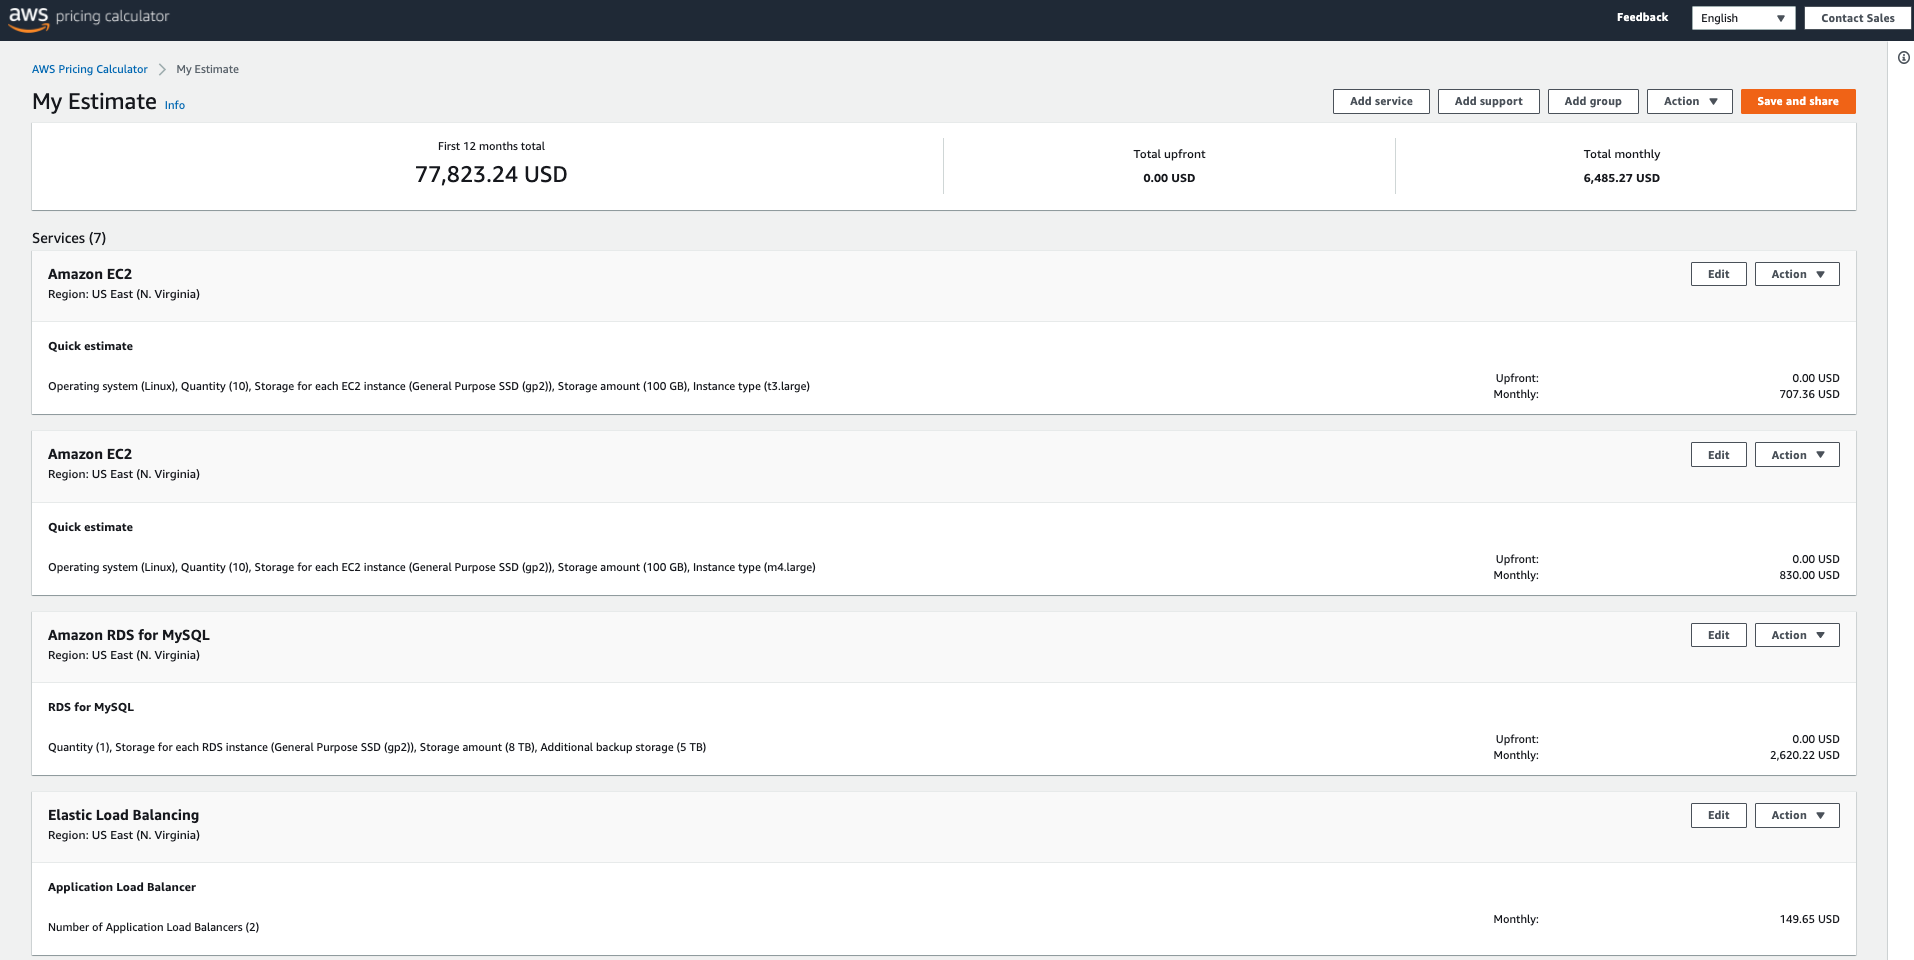 aws pricing calculator
Feedback
English
Contact Sales
AWS Pricing Calculator
My Estimate
My Estimate Info
Add service
Add support
Add group
Action
Save and share
First 12 months total
77,823.24 USD
Total upfront
0.00 USD
Total monthly
6,485.27 USD
Services (7)
Amazon EC2
Region: US East (N. Virginia)
Edit
Action
Quick estimate
Operating system (Linux), Quantity (10), Storage for each EC2 instance (General Purpose SSD (gp2)), Storage amount (100 GB), Instance type (t3.large)
Upfront: 0.00 USD
Monthly: 707.36 USD
Amazon EC2
Region: US East (N. Virginia)
Edit
Action
Quick estimate
Operating system (Linux), Quantity (10), Storage for each EC2 instance (General Purpose SSD (gp2)), Storage amount (100 GB), Instance type (m4.large)
Upfront: 0.00 USD
Monthly: 830.00 USD
Amazon RDS for MySQL
Region: US East (N. Virginia)
Edit
Action
RDS for MySQL
Quantity (1), Storage for each RDS instance (General Purpose SSD (gp2)), Storage amount (8 TB), Additional backup storage (5 TB)
Upfront: 0.00 USD
Monthly: 2,620.22 USD
Elastic Load Balancing
Region: US East (N. Virginia)
Edit
Action
Application Load Balancer
Number of Application Load Balancers (2)
Monthly: 149.65 USD